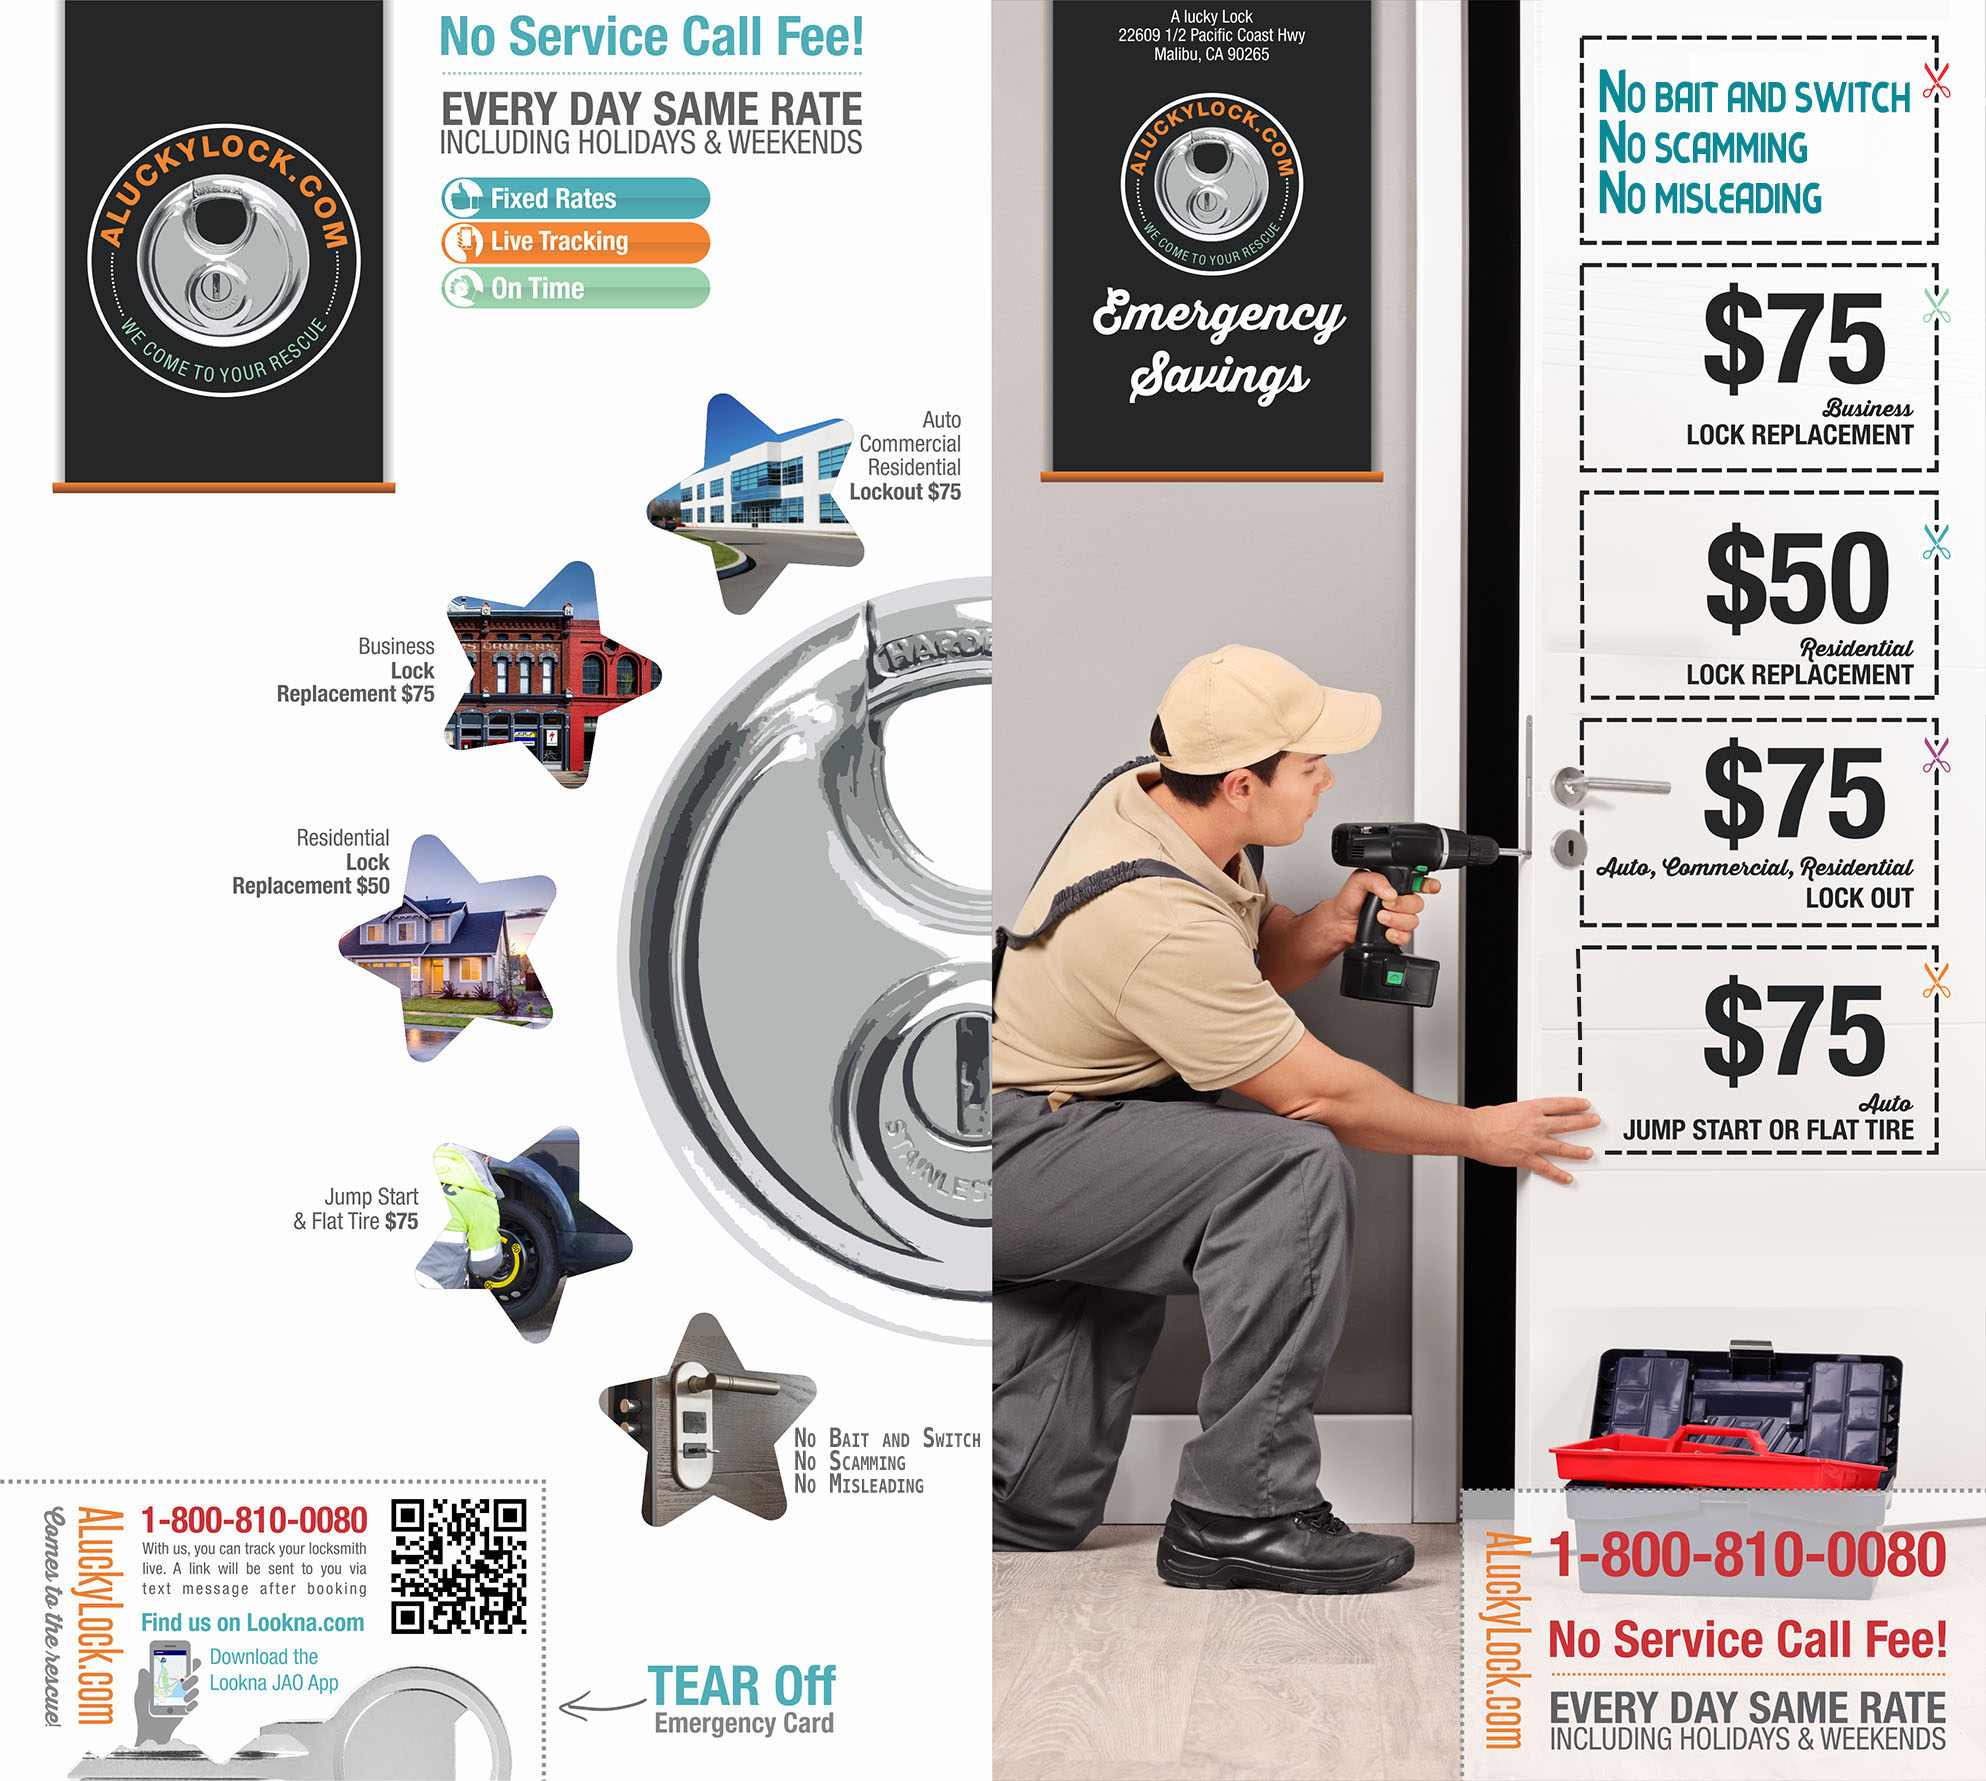 ALUCKYLOCK.COM
WE COME TO YOUR RESCUE
No Service Call Fee!
EVERY DAY SAME RATE
INCLUDING HOLIDAYS & WEEKENDS
Fixed Rates
Live Tracking
On Time
Auto
Commercial
Residential
Lockout $75
Business
Lock
Replacement $75
Residential
Lock
Replacement $50
Jump Start
& Flat Tire $75
No Bait and Switch
No Scamming
No Misleading
STAINLES
Comes to the rescue!
ALuckyLock.com
1-800-810-0080
With us, you can track your locksmith
live. A link will be sent to you via
text message after booking
Find us on Lookna.com
Download the
Lookna JAO App
TEAR Off
Emergency Card
A lucky Lock
22609 1/2 Pacific Coast Hwy
Malibu, CA 90265
ALUCKYLOCK.COM
WE COME TO YOUR RESCUE
Emergency
Savings
No bait and switch
No scamming
No misleading
$75
Business
LOCK REPLACEMENT
$50
Residential
LOCK REPLACEMENT
$75
Auto, Commercial, Residential
LOCK OUT
$75
Auto
JUMP START OR FLAT TIRE
ALuckyLock.com
1-800-810-0080
No Service Call Fee!
EVERY DAY SAME RATE
INCLUDING HOLIDAYS & WEEKENDS